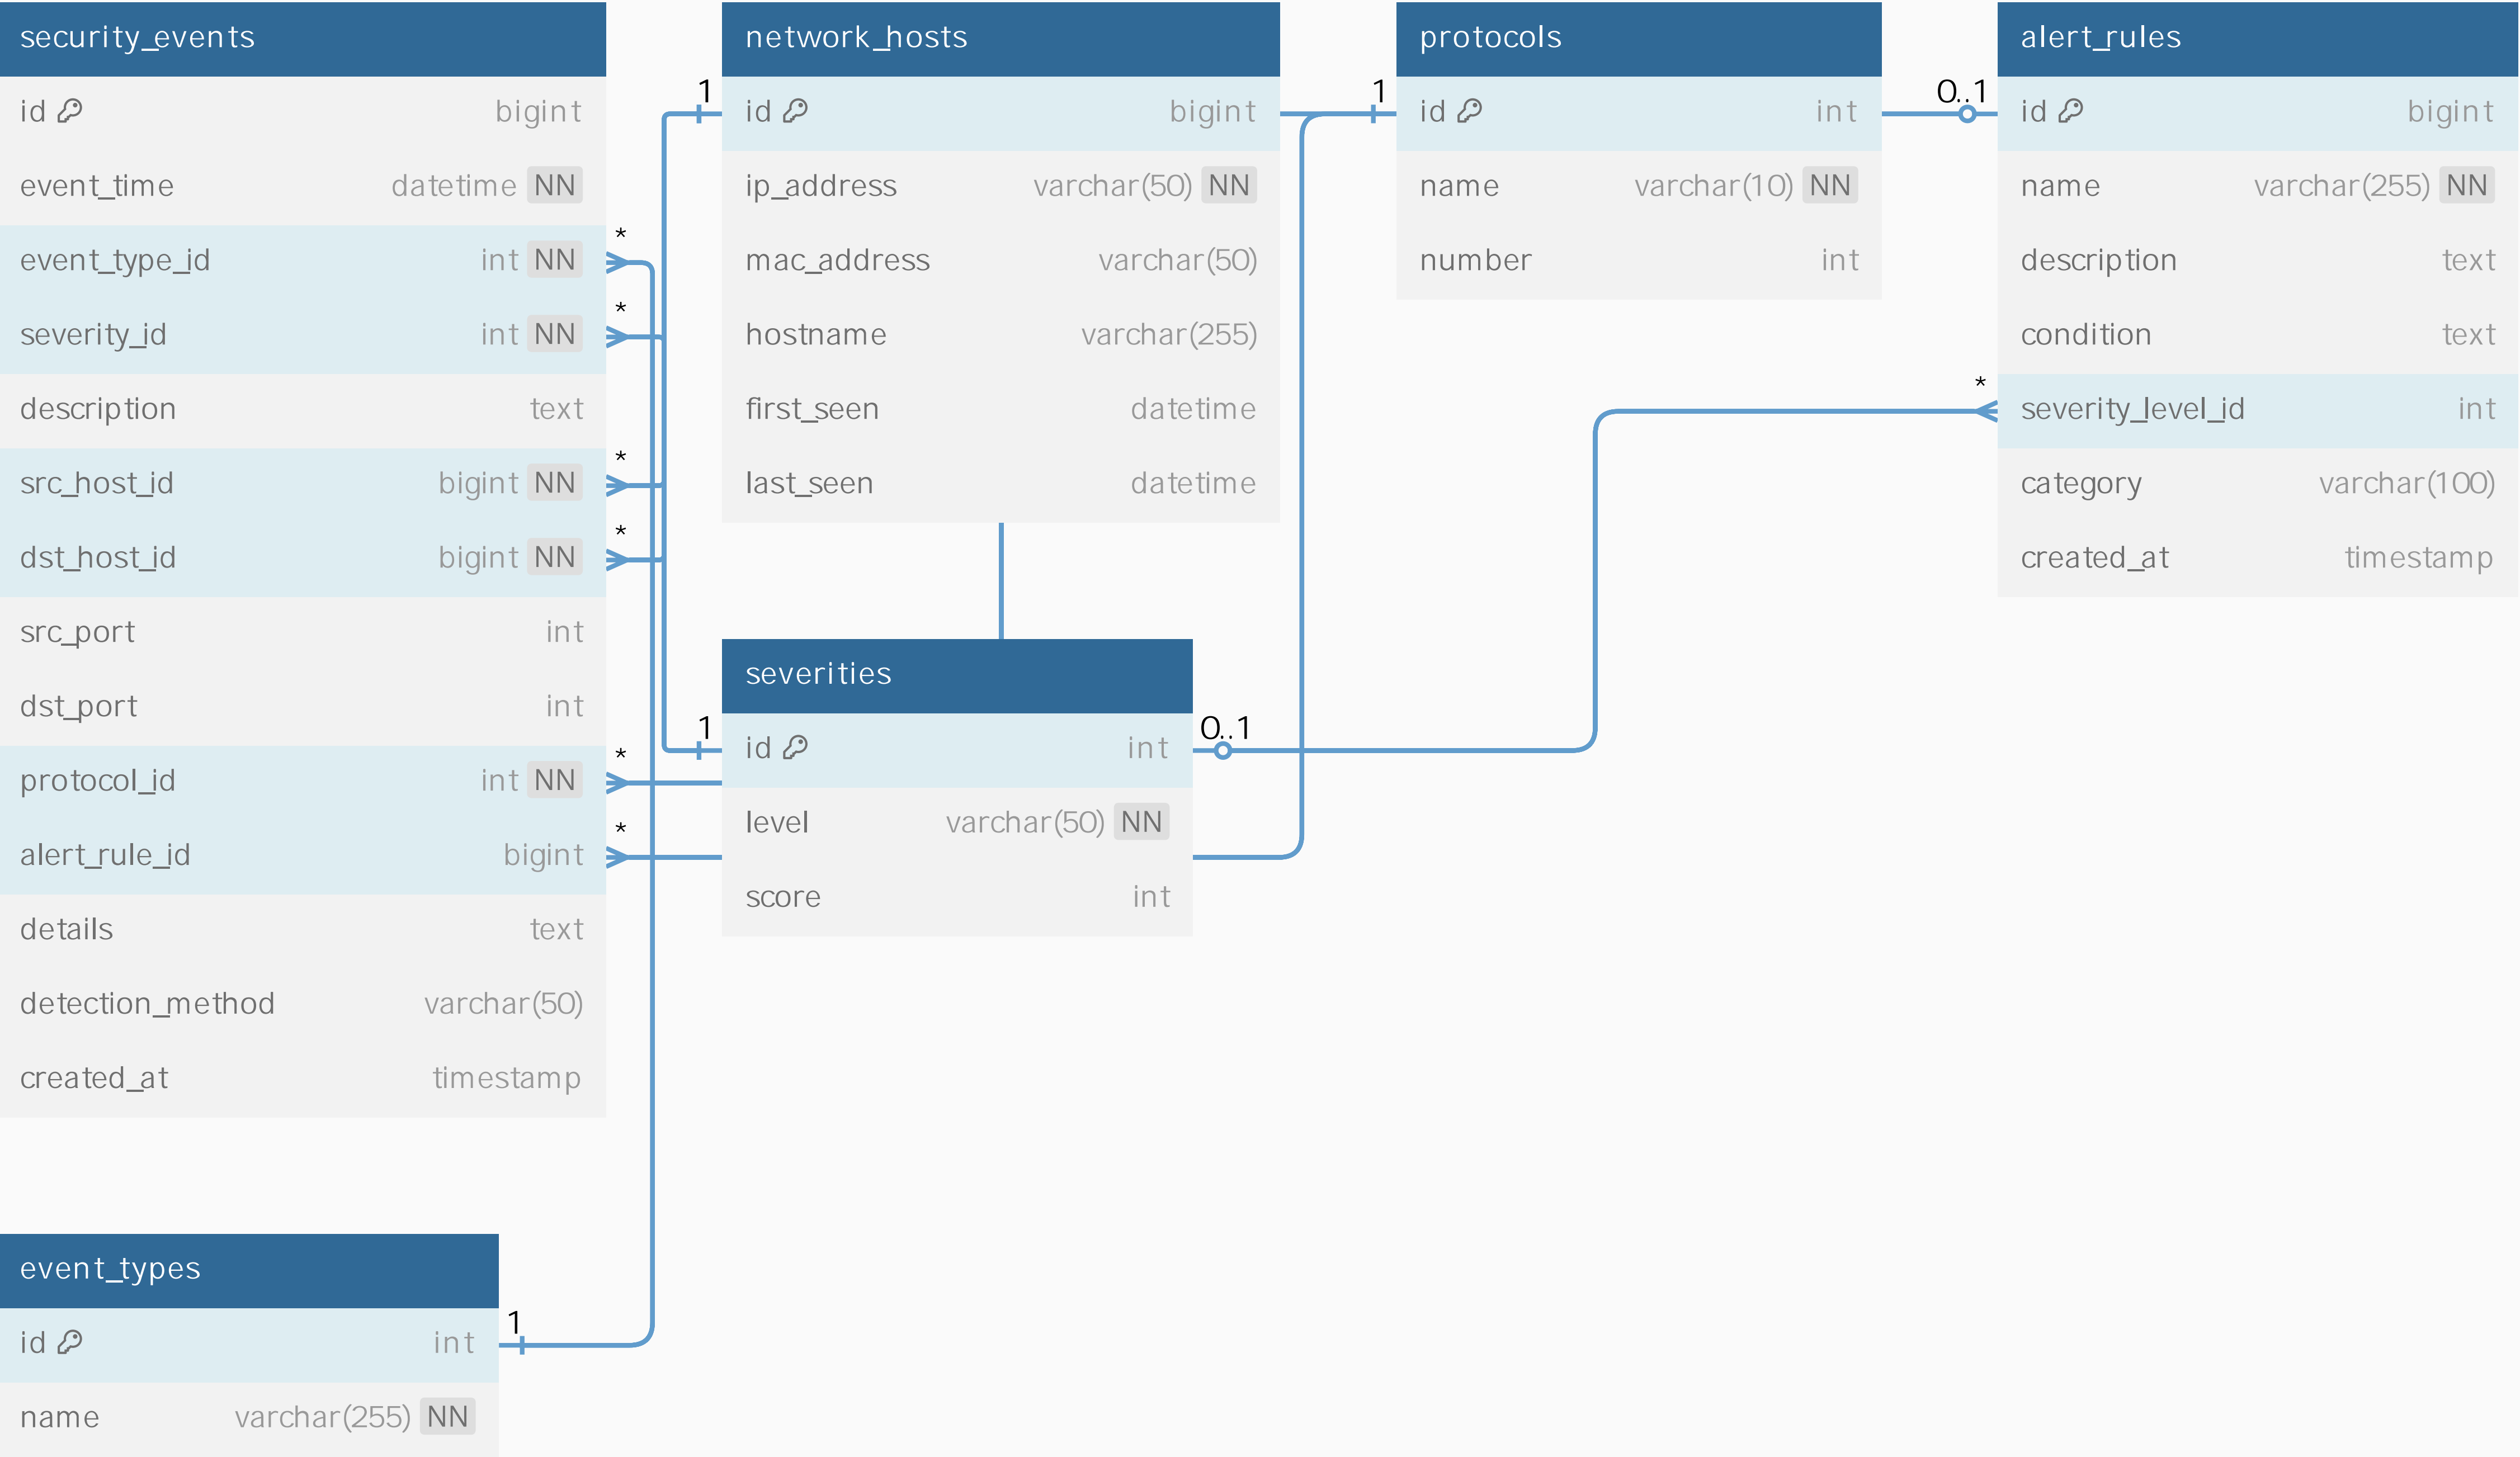 security_events
id bigint
event_time datetime NN
event_type_id int NN
*
severity_id int NN
*
description text
src_host_id bigint NN
*
dst_host_id bigint NN
*
src_port int
dst_port int
protocol_id int NN
*
alert_rule_id bigint
*
details text
detection_method varchar(50)
created_at timestamp
network_hosts
1
id bigint
ip_address varchar(50) NN
mac_address varchar(50)
hostname varchar(255)
first_seen datetime
last_seen datetime
protocols
1
id int
name varchar(10) NN
number int
alert_rules
0..1
id bigint
name varchar(255) NN
description text
condition text
*
severity_level_id int
category varchar(100)
created_at timestamp
severities
1
id int
0..1
level varchar(50) NN
score int
event_types
id int
1
name varchar(255) NN